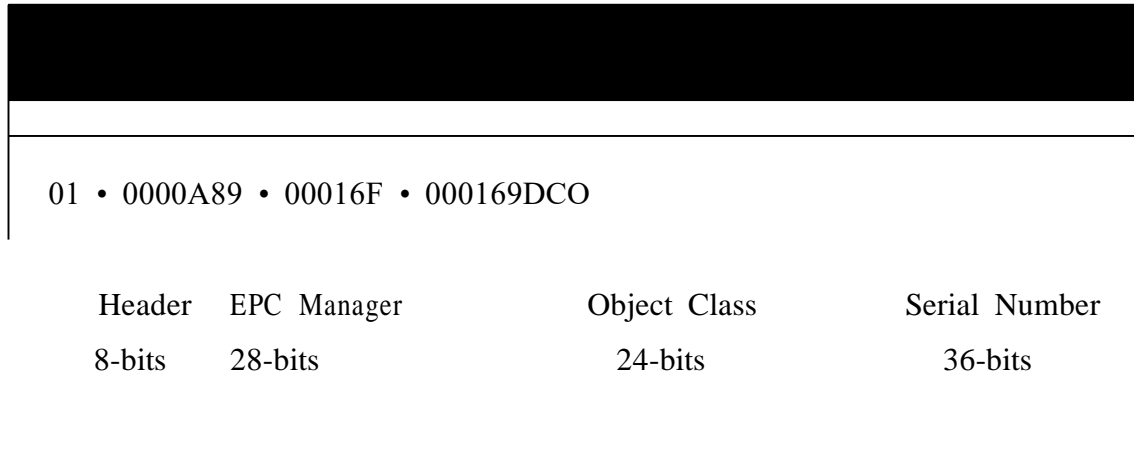 01 • 0000A89 • 00016F • 000169DCO
Header EPC Manager Object Class Serial Number
8-bits 28-bits 24-bits 36-bits